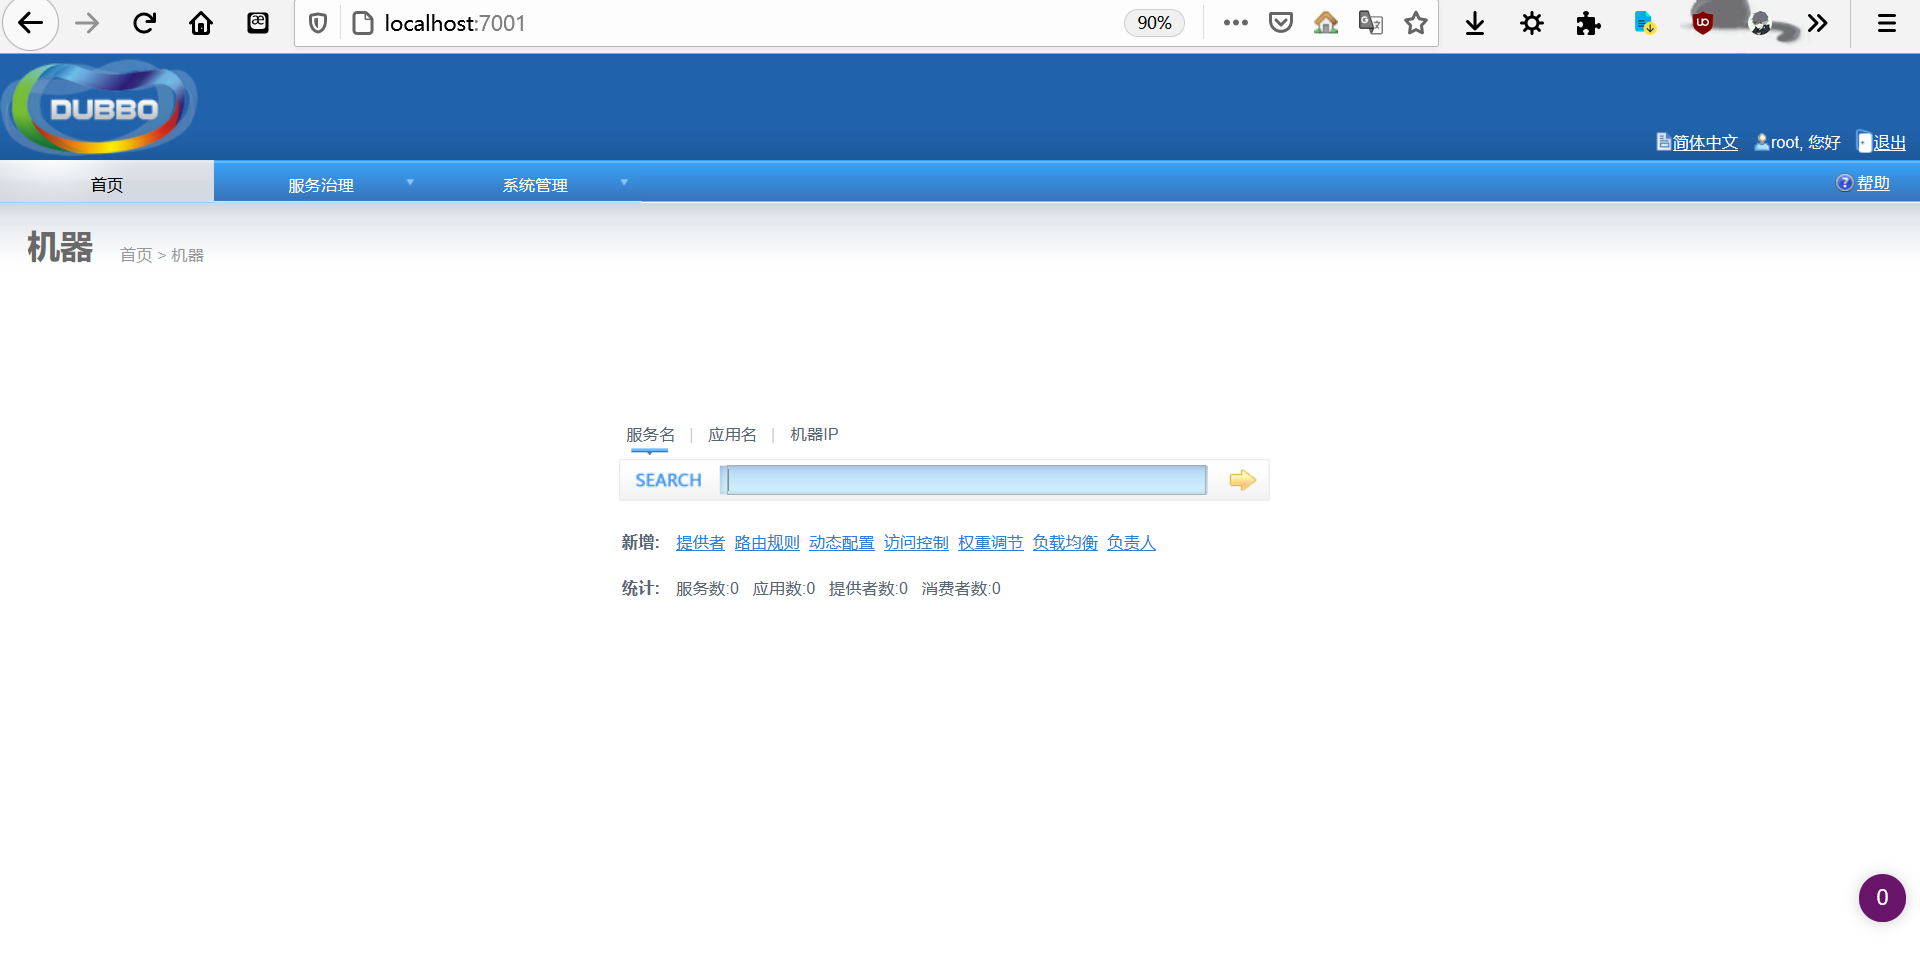 localhost:7001 90%
DUBBO
简体中文 root, 您好 退出
首页 服务治理 系统管理 帮助
机器 首页 > 机器
服务名 | 应用名 | 机器IP
SEARCH
新增: 提供者 路由规则 动态配置 访问控制 权重调节 负载均衡 负责人
统计: 服务数:0 应用数:0 提供者数:0 消费者数:0
0